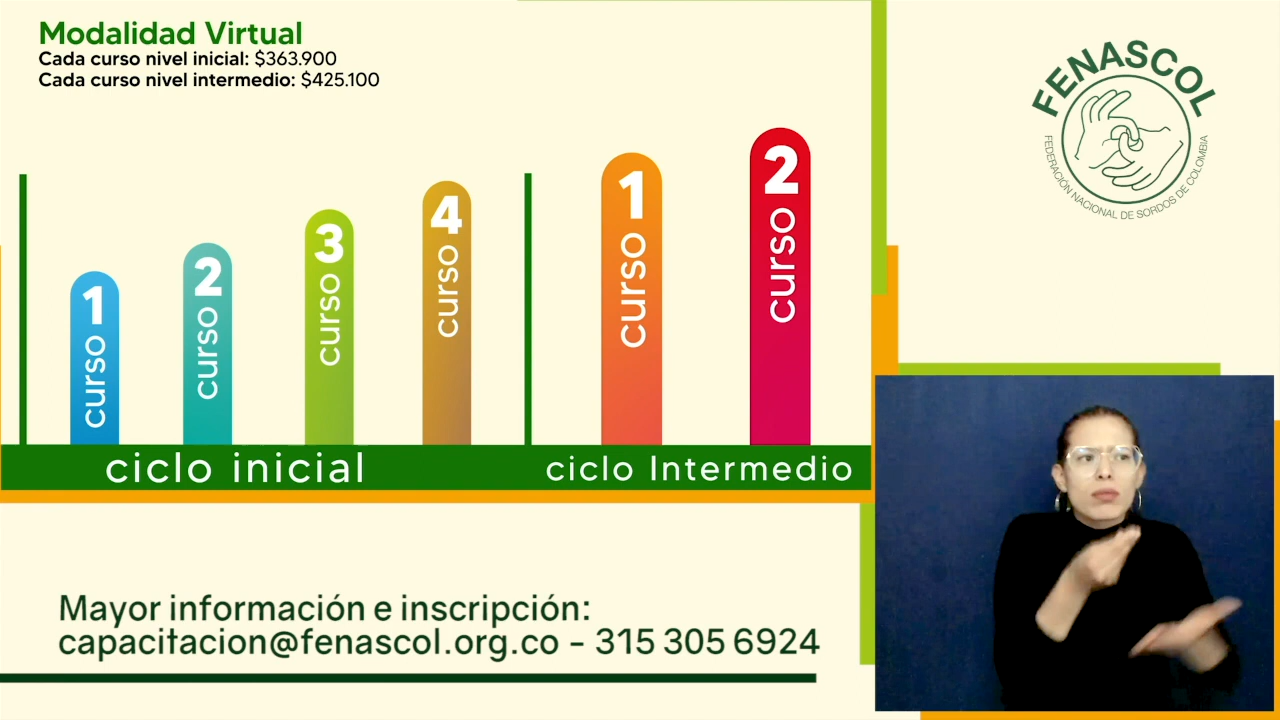 Modalidad Virtual
Cada curso nivel inicial: $363.900
Cada curso nivel intermedio: $425.100
curso 1
curso 2
curso 3
curso 4
curso 1
curso 2
ciclo inicial
ciclo Intermedio
Mayor información e inscripción:
capacitacion@fenascol.org.co - 315 305 6924
FENASCOL
FEDERACIÓN NACIONAL DE SORDOS DE COLOMBIA